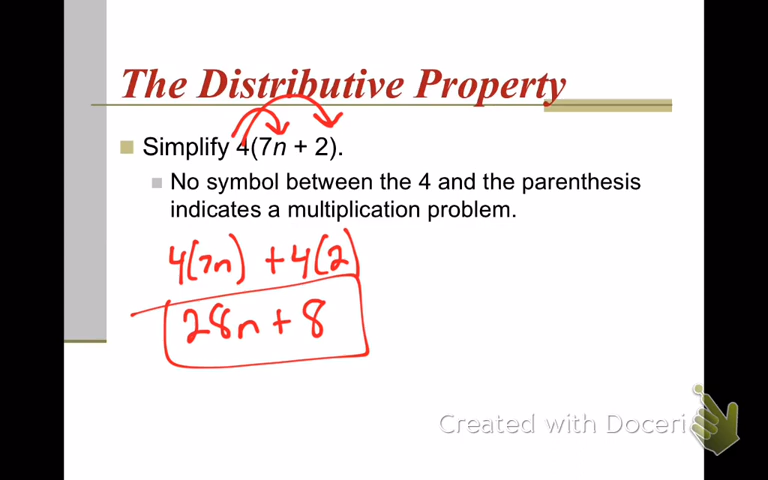 The Distributive Property
Simplify 4(7n + 2).
No symbol between the 4 and the parenthesis
indicates a multiplication problem.
4(7n) + 4(2)
28n + 8
Created with Doceri